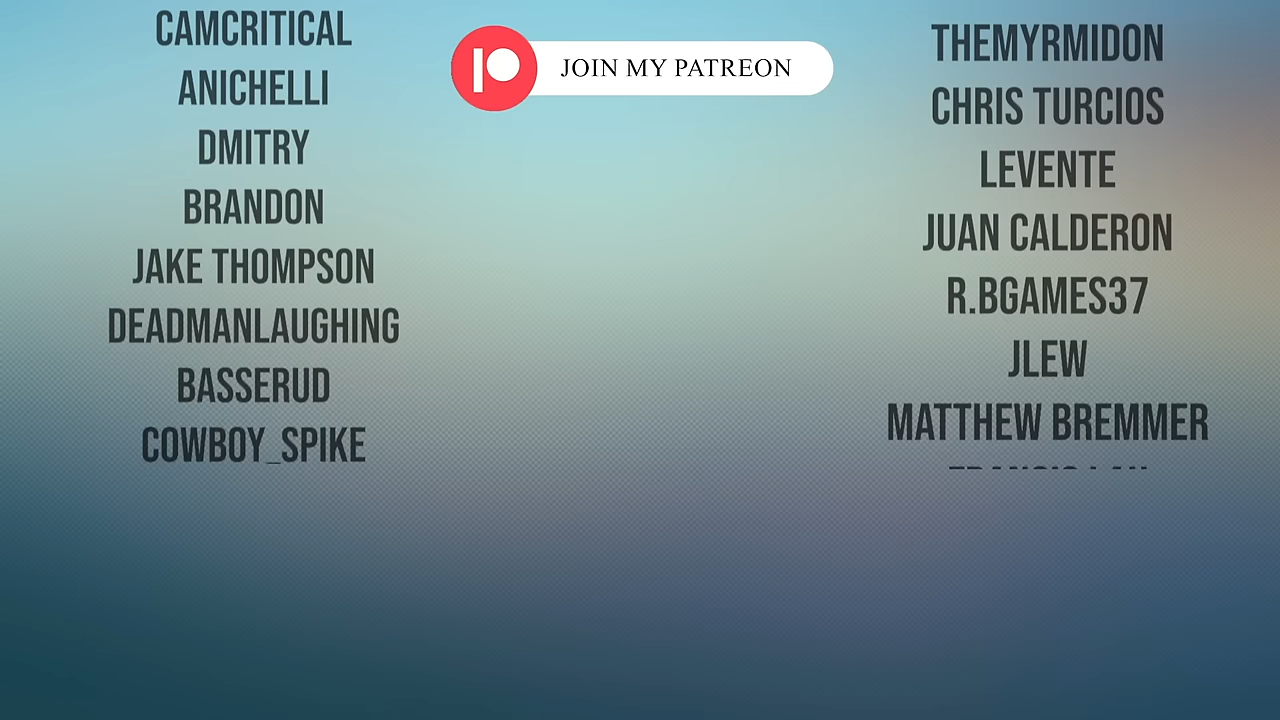 CAMCRITICAL
ANICHELLI
DMITRY
BRANDON
JAKE THOMPSON
DEADMANLAUGHING
BASSERUD
COWBOY_SPIKE
JOIN MY PATREON
THEMYRMIDON
CHRIS TURCIOS
LEVENTE
JUAN CALDERON
R.BGAMES37
JLEW
MATTHEW BREMMER